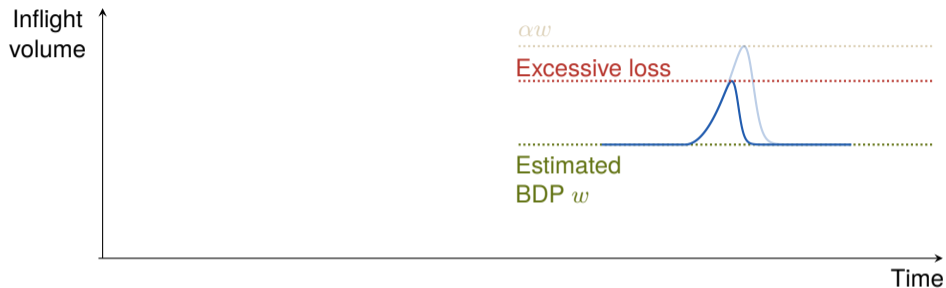 Inflight
volume
αw
Excessive loss
Estimated
BDP w
Time